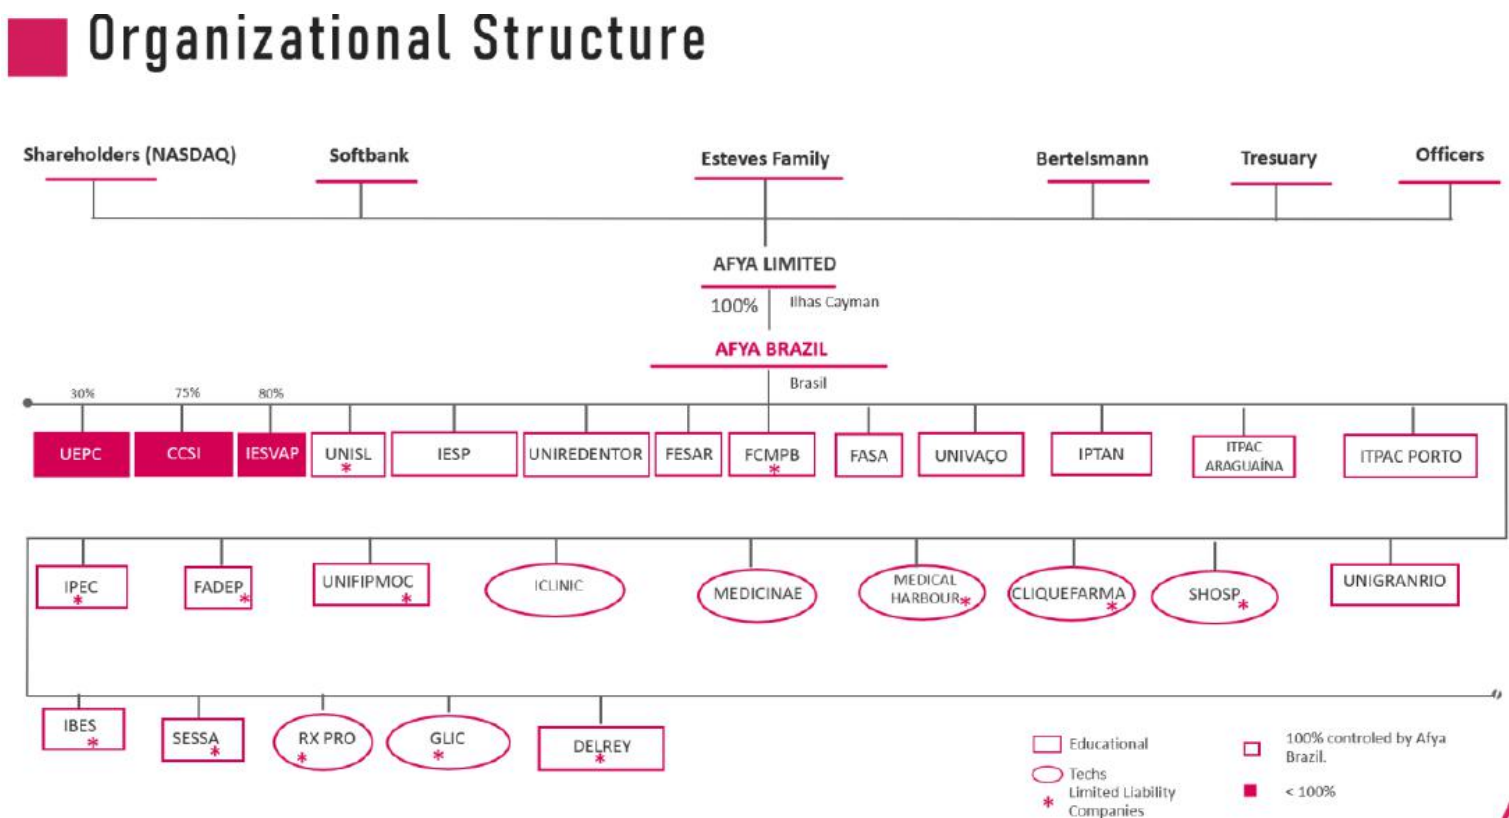 Organizational Structure
Shareholders (NASDAQ)
Softbank
Esteves Family
Bertelsmann
Tresuary
Officers
AFYA LIMITED
100%
Ilhas Cayman
AFYA BRAZIL
Brasil
30%
75%
80%
UEPC
CCSI
IESVAP
UNISL
*
IESP
UNIREDENTOR
FESAR
FCMPB
*
FASA
UNIVAÇO
IPTAN
ITPAC
ARAGUAÍNA
ITPAC PORTO
IPEC
*
FADEP*
UNIFIPMOC
*
ICLINIC
MEDICINAE
MEDICAL
HARBOUR*
CLIQUEFARMA
*
SHOSP*
UNIGRANRIO
IBES
*
SESSA
*
RX PRO
*
GLIC
*
DELREY
*
Educational
Techs
* Limited Liability
Companies
100% controled by Afya
Brazil.
< 100%